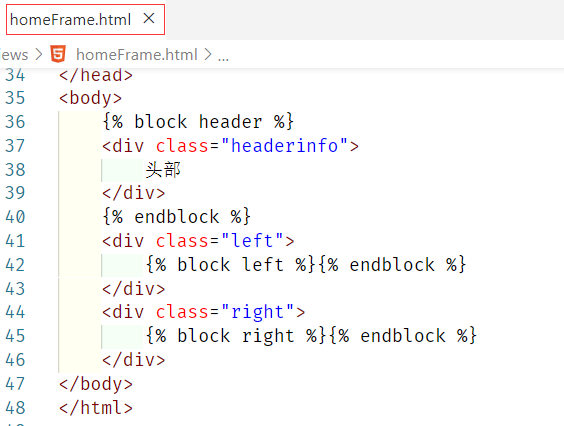 homeFrame.html ×
iews > homeFrame.html > ...
34 </head>
35 <body>
36 {% block header %}
37 <div class="headerinfo">
38 头部
39 </div>
40 {% endblock %}
41 <div class="left">
42 {% block left %}{% endblock %}
43 </div>
44 <div class="right">
45 {% block right %}{% endblock %}
46 </div>
47 </body>
48 </html>